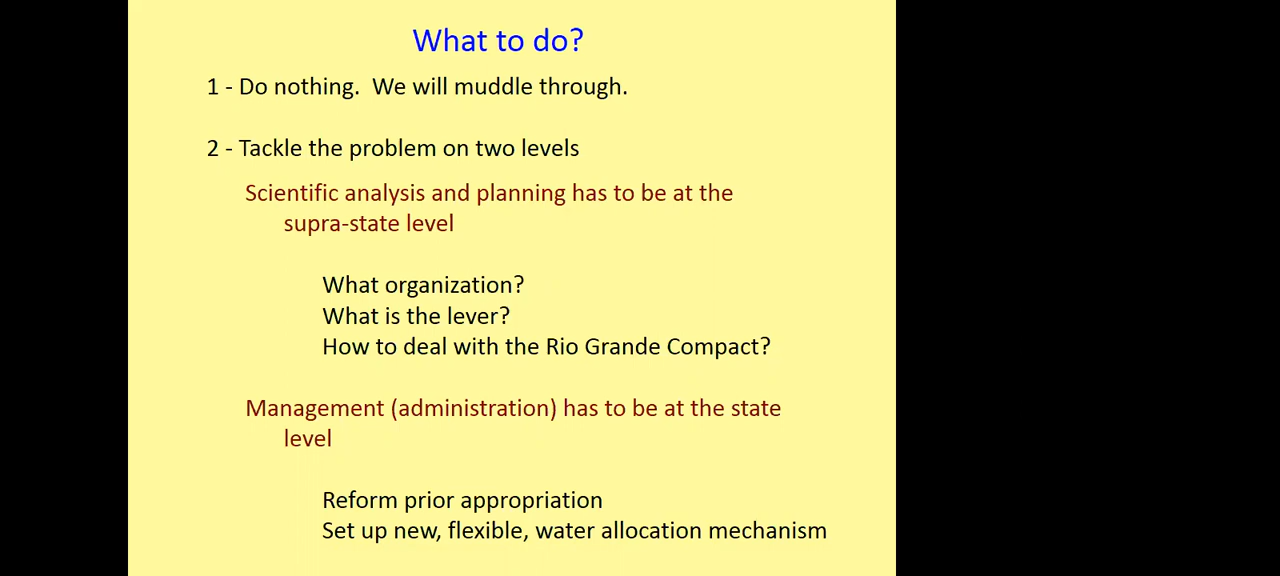 What to do?
1 - Do nothing.  We will muddle through.
2 - Tackle the problem on two levels
Scientific analysis and planning has to be at the
supra-state level
What organization?
What is the lever?
How to deal with the Rio Grande Compact?
Management (administration) has to be at the state
level
Reform prior appropriation
Set up new, flexible, water allocation mechanism